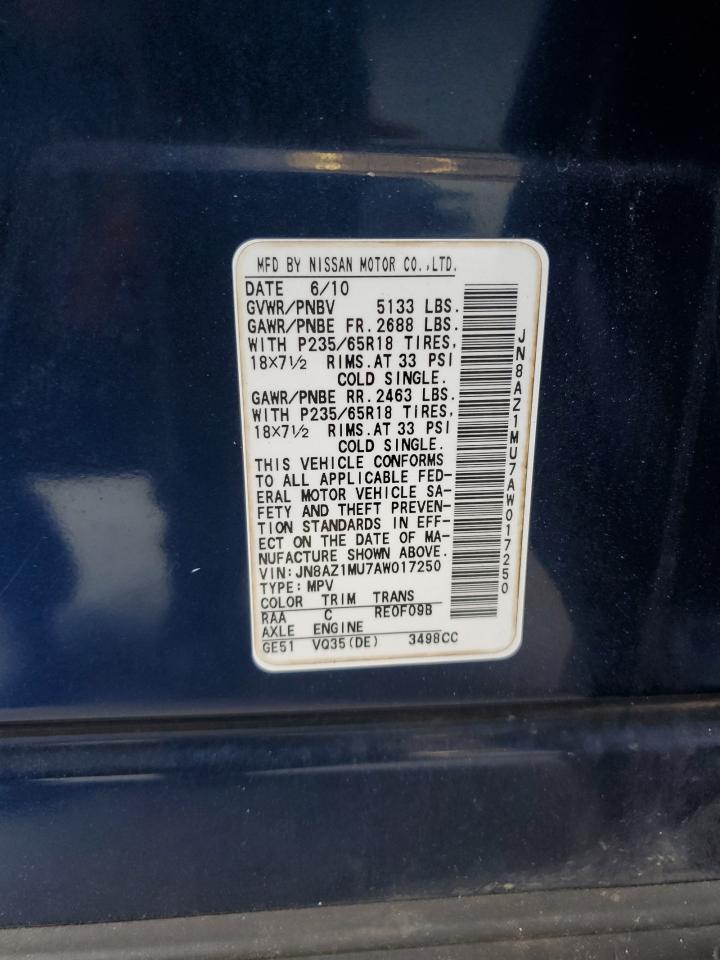 MFD BY NISSAN MOTOR CO.,LTD.
DATE 6/10
GVWR/PNBV 5133 LBS.
GAWR/PNBE FR. 2688 LBS.
WITH P235/65R18 TIRES,
18×7½ RIMS. AT 33 PSI
COLD SINGLE.
GAWR/PNBE RR. 2463 LBS.
WITH P235/65R18 TIRES,
18×7½ RIMS. AT 33 PSI
COLD SINGLE.
THIS VEHICLE CONFORMS
TO ALL APPLICABLE FED-
ERAL MOTOR VEHICLE SA-
FETY AND THEFT PREVEN-
TION STANDARDS IN EFF-
ECT ON THE DATE OF MA-
NUFACTURE SHOWN ABOVE.
VIN:JN8AZ1MU7AW017250
TYPE:MPV
COLOR TRIM TRANS
RAA C RE0F09B
AXLE ENGINE
GE51 VQ35(DE) 3498CC
JN8AZ1MU7AW017250